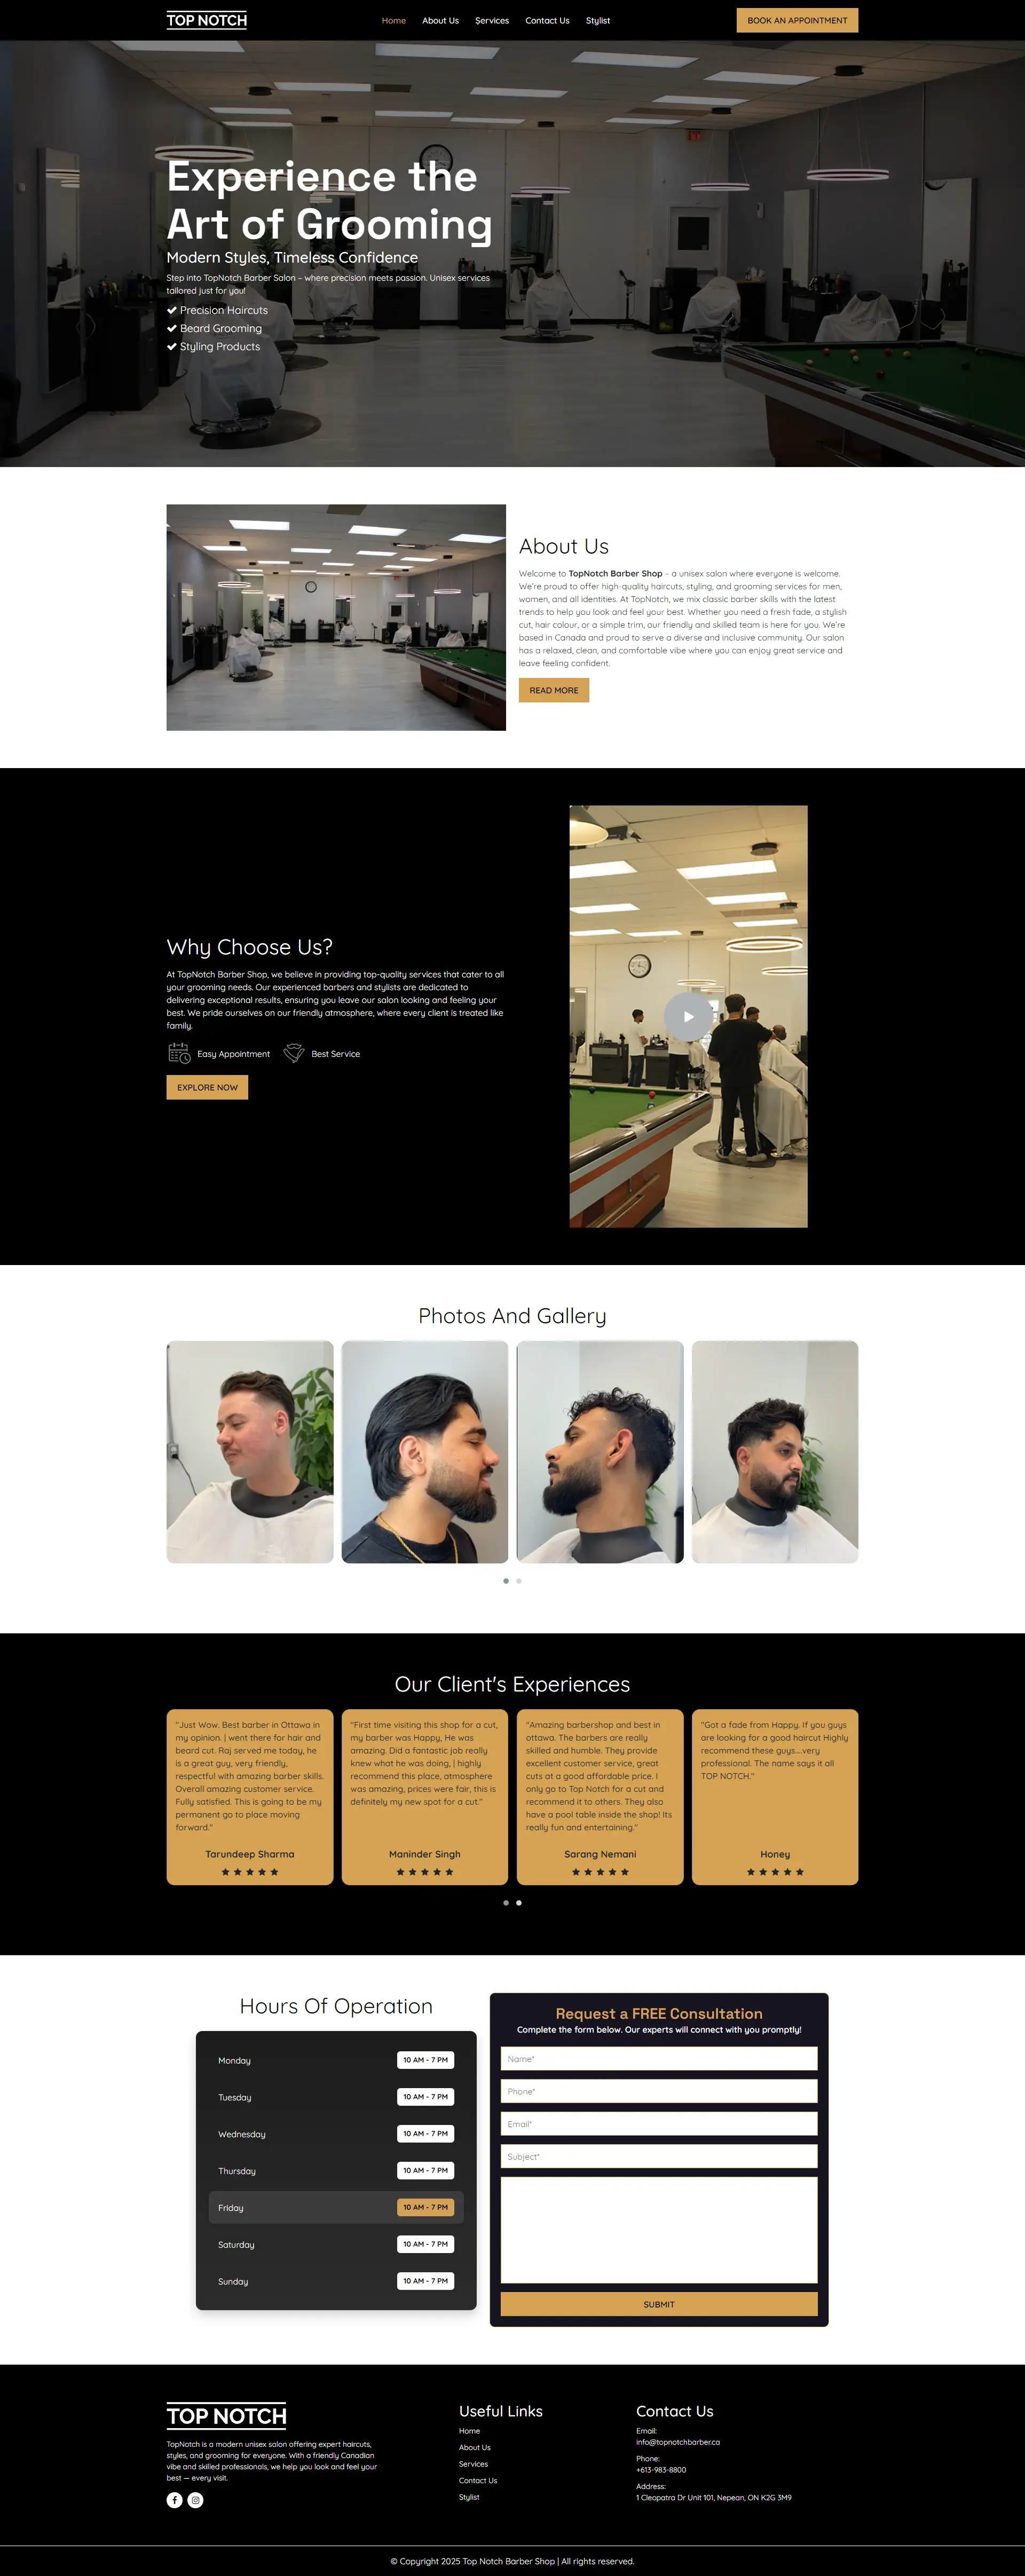 TOP NOTCH
Home About Us Services Contact Us Stylist
BOOK AN APPOINTMENT
Experience the
Art of Grooming
Modern Styles, Timeless Confidence
Step into TopNotch Barber Salon – where precision meets passion. Unisex services
tailored just for you!
Precision Haircuts
Beard Grooming
Styling Products
About Us
Welcome to TopNotch Barber Shop – a unisex salon where everyone is welcome.
We're proud to offer high-quality haircuts, styling, and grooming services for men,
women, and all identities. At TopNotch, we mix classic barber skills with the latest
trends to help you look and feel your best. Whether you need a fresh fade, a stylish
cut, hair colour, or a simple trim, our friendly and skilled team is here for you. We're
based in Canada and proud to serve a diverse and inclusive community. Our salon
has a relaxed, clean, and comfortable vibe where you can enjoy great service and
leave feeling confident.
READ MORE
Why Choose Us?
At TopNotch Barber Shop, we believe in providing top-quality services that cater to all
your grooming needs. Our experienced barbers and stylists are dedicated to
delivering exceptional results, ensuring you leave our salon looking and feeling your
best. We pride ourselves on our friendly atmosphere, where every client is treated like
family.
Easy Appointment
Best Service
EXPLORE NOW
Photos And Gallery
Our Client's Experiences
"Just Wow. Best barber in Ottawa in
my opinion. | went there for hair and
beard cut. Raj served me today, he
is a great guy, very friendly,
respectful with amazing barber skills.
Overall amazing customer service.
Fully satisfied. This is going to be my
permanent go to place moving
forward."
Tarundeep Sharma
"First time visiting this shop for a cut,
my barber was Happy, He was
amazing. Did a fantastic job really
knew what he was doing, | highly
recommend this place, atmosphere
was amazing, prices were fair, this is
definitely my new spot for a cut."
Maninder Singh
"Amazing barbershop and best in
ottawa. The barbers are really
skilled and humble. They provide
excellent customer service, great
cuts at a good affordable price. I
only go to Top Notch for a cut and
recommend it to others. They also
have a pool table inside the shop! Its
really fun and entertaining."
Sarang Nemani
"Got a fade from Happy. If you guys
are looking for a good haircut Highly
recommend these guys....very
professional. The name says it all
TOP NOTCH."
Honey
Hours Of Operation
Monday 10 AM - 7 PM
Tuesday 10 AM - 7 PM
Wednesday 10 AM - 7 PM
Thursday 10 AM - 7 PM
Friday 10 AM - 7 PM
Saturday 10 AM - 7 PM
Sunday 10 AM - 7 PM
Request a FREE Consultation
Complete the form below. Our experts will connect with you promptly!
Name*
Phone*
Email*
Subject*
SUBMIT
TOP NOTCH
TopNotch is a modern unisex salon offering expert haircuts,
styles, and grooming for everyone. With a friendly Canadian
vibe and skilled professionals, we help you look and feel your
best — every visit.
Useful Links
Home
About Us
Services
Contact Us
Stylist
Contact Us
Email:
info@topnotchbarber.ca
Phone:
+613-983-8800
Address:
1 Cleopatra Dr Unit 101, Nepean, ON K2G 3M9
© Copyright 2025 Top Notch Barber Shop | All rights reserved.